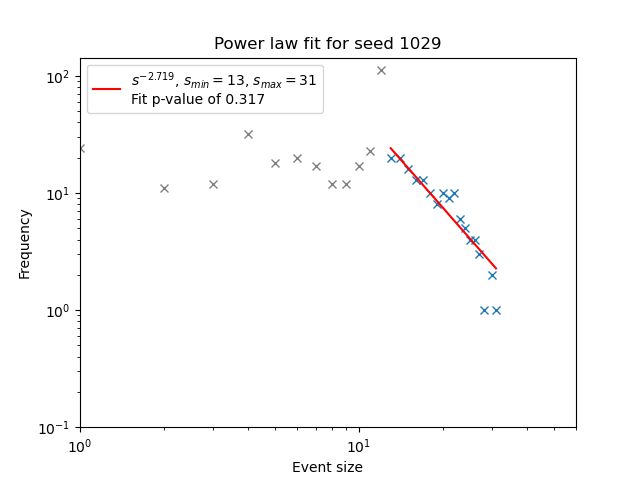 Power law fit for seed 1029
s^{-2.719}, s_{min} = 13, s_{max} = 31
Fit p-value of 0.317
10^2
10^1
10^0
10^{-1}
Frequency
10^0
10^1
Event size